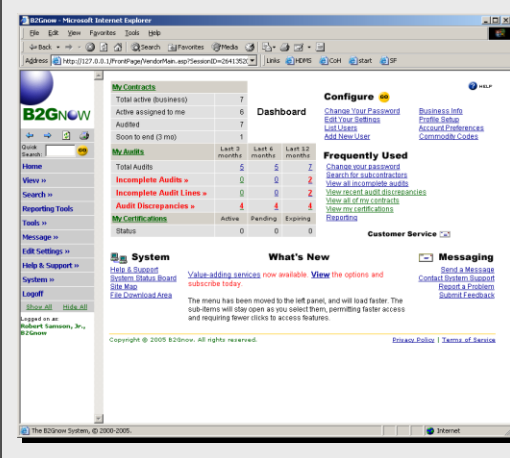 B2Gnow - Microsoft Internet Explorer
File Edit View Favorites Tools Help
Back Search Favorites Media
Address http://127.0.0.1/FrontPage/VendorMain.asp?SessionID=2641352 Links HDMS CoH start SF
B2GNOW
Quick Search:
Home
View »
Search »
Reporting Tools
Tools »
Message »
Edit Settings »
Help & Support »
System »
Logoff
Show All Hide All
Logged on as:
Robert Samson, Jr.,
B2Gnow
My Contracts
Total active (business) 7
Active assigned to me 6
Audited 7
Soon to end (3 mo) 1
Dashboard
My Audits Last 3 months Last 6 months Last 12 months
Total Audits 5 5 7
Incomplete Audits » 0 0 2
Incomplete Audit Lines » 0 0 2
Audit Discrepancies » 4 4 4
My Certifications Active Pending Expiring
Status 0 0 0
HELP
Configure GO
Change Your Password Business Info
Edit Your Settings Profile Setup
List Users Account Preferences
Add New User Commodity Codes
Frequently Used
Change your password
Search for subcontractors
View all incomplete audits
View recent audit discrepancies
View all of my contracts
View my certifications
Reporting
Customer Service
System
Help & Support
System Status Board
Site Map
File Download Area
What's New
Value-adding services now available. View the options and
subscribe today.
The menu has been moved to the left panel, and will load faster. The
sub-items will stay open as you select them, permitting faster access
and requiring fewer clicks to access features.
Messaging
Send a Message
Contact System Support
Report a Problem
Submit Feedback
Copyright © 2005 B2Gnow. All rights reserved. Privacy Policy | Terms of Service
The B2Gnow System, © 2000-2005. Internet